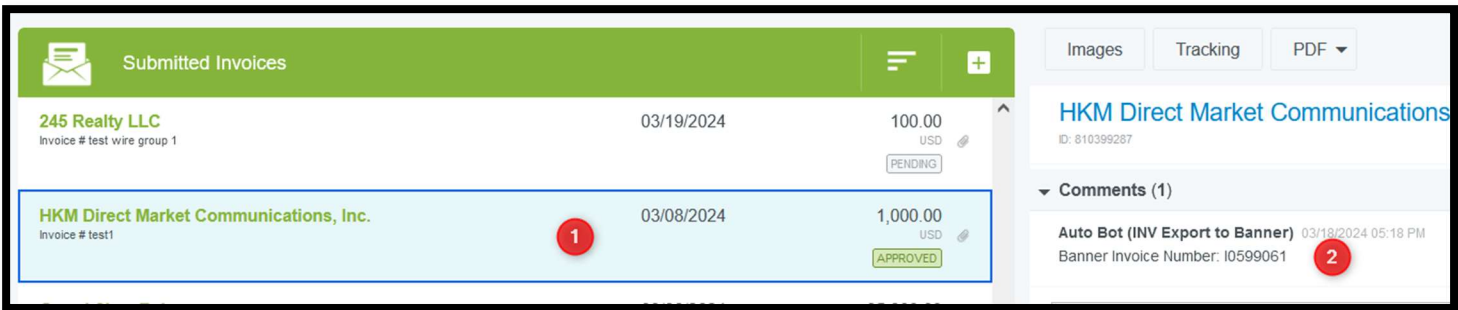 Submitted Invoices
245 Realty LLC
03/19/2024
100.00
Invoice # test wire group 1
USD
PENDING
HKM Direct Market Communications, Inc.
03/08/2024
1,000.00
Invoice # test1
USD
1
APPROVED
Images
Tracking
PDF
HKM Direct Market Communications
ID: 810399287
Comments (1)
Auto Bot (INV Export to Banner) 03/18/2024 05:18 PM
Banner Invoice Number: I0599061
2